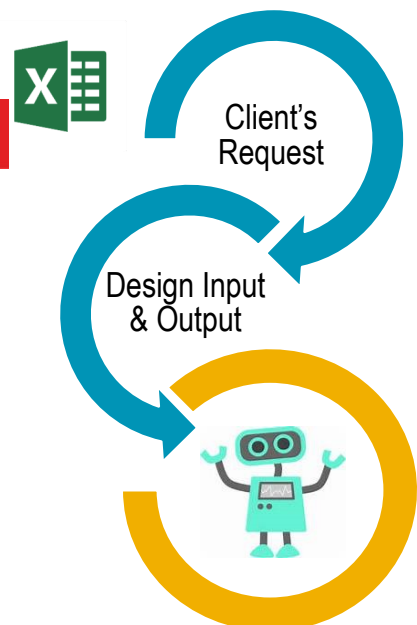 X
Client's
Request
Design Input
& Output